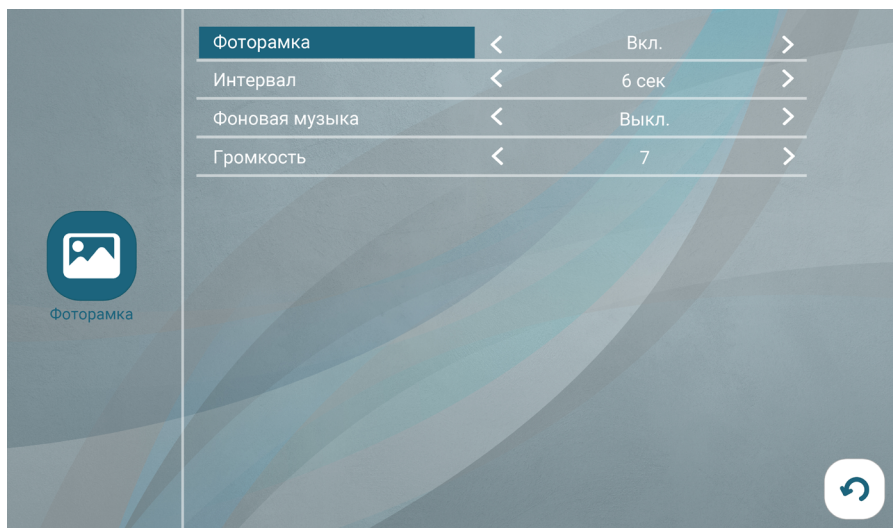 Фоторамка Вкл.
Интервал 6 сек
Фоновая музыка Выкл.
Громкость 7
Фоторамка